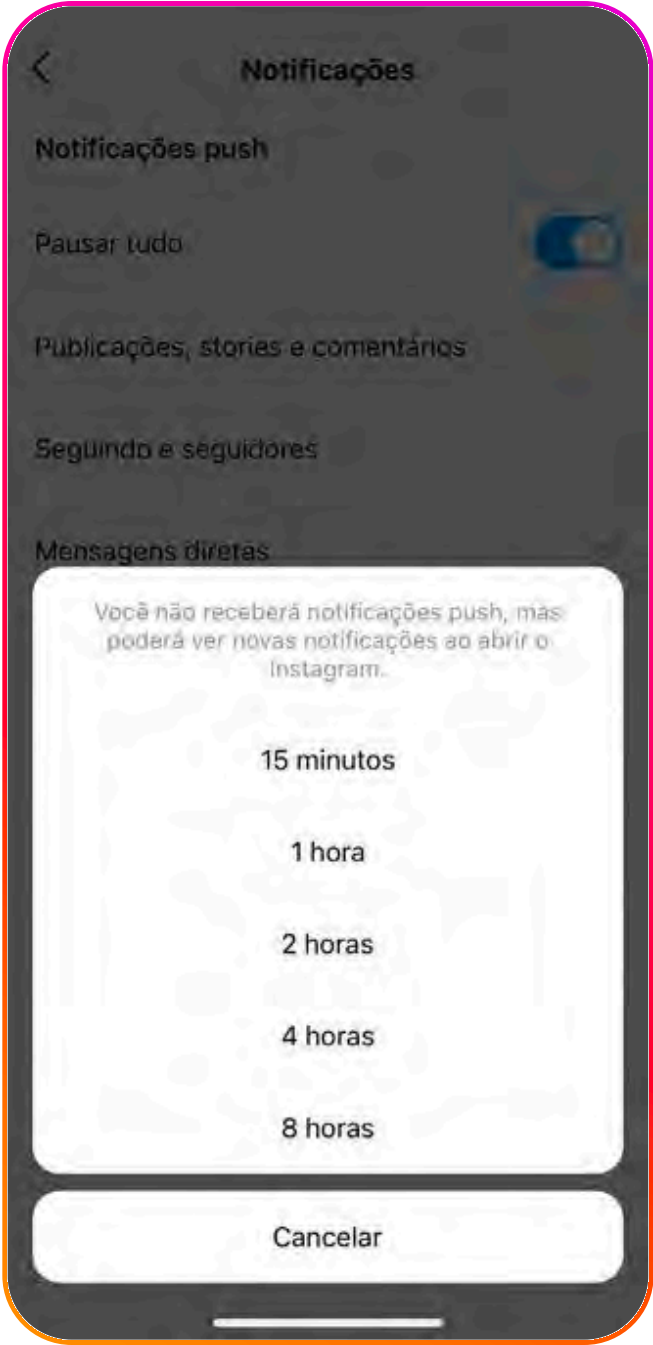 Notificações
Notificações push
Pausar tudo
Publicações, stories e comentários
Seguindo e seguidores
Mensagens diretas
Você não receberá notificações push, mas
poderá ver novas notificações ao abrir o
Instagram.
15 minutos
1 hora
2 horas
4 horas
8 horas
Cancelar